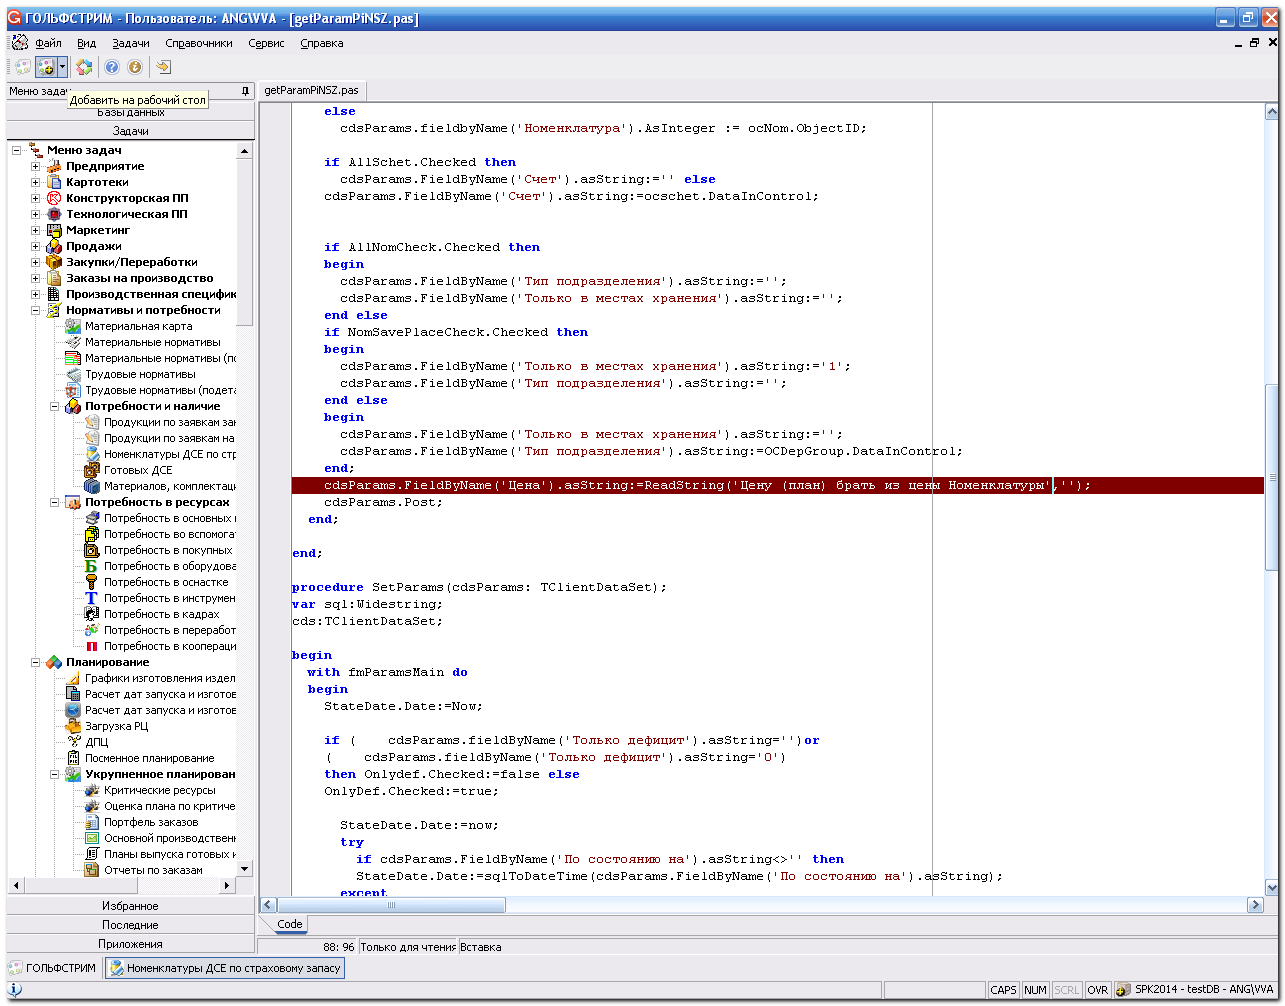 ГОЛЬФСТРИМ - Пользователь: ANG\VVA - [getParamPiNSZ.pas]
Файл Вид Задачи Справочники Сервис Справка
Меню задач
Добавить на рабочий стол
Базы данных
Задачи
Меню задач
Предприятие
Картотеки
Конструкторская ПП
Технологическая ПП
Маркетинг
Продажи
Закупки/Переработки
Заказы на производство
Производственная специфик
Нормативы и потребности
Материальная карта
Материальные нормативы
Материальные нормативы (по
Трудовые нормативы
Трудовые нормативы (подета
Потребности и наличие
Продукции по заявкам зак
Продукции по заявкам на
Номенклатуры ДСЕ по стр
Готовых ДСЕ
Материалов, комплектац
Потребность в ресурсах
Потребность в основных м
Потребность во вспомогат
Потребность в покупных
Потребность в оборудова
Потребность в оснастке
Потребность в инструмен
Потребность в кадрах
Потребность в переработ
Потребность в кооперац
Планирование
Графики изготовления издел
Расчет дат запуска и изготов
Расчет дат запуска и изготов
Загрузка РЦ
ДПЦ
Посменное планирование
Укрупненное планирован
Критические ресурсы
Оценка плана по критиче
Портфель заказов
Основной производственн
Планы выпуска готовых и
Отчеты по заказам
Избранное
Последние
Приложения
getParamPiNSZ.pas
else
cdsParams.fieldbyName('Номенклатура').AsInteger := ocNom.ObjectID;
if AllSchet.Checked then
cdsParams.FieldByName('Счет').asString:='' else
cdsParams.FieldByName('Счет').asString:=ocschet.DataInControl;
if AllNomCheck.Checked then
begin
cdsParams.FieldByName('Тип подразделения').asString:='';
cdsParams.FieldByName('Только в местах хранения').asString:='';
end else
if NomSavePlaceCheck.Checked then
begin
cdsParams.FieldByName('Только в местах хранения').asString:='1';
cdsParams.FieldByName('Тип подразделения').asString:='';
end else
begin
cdsParams.FieldByName('Только в местах хранения').asString:='';
cdsParams.FieldByName('Тип подразделения').asString:=OCDepGroup.DataInControl;
end;
cdsParams.FieldByName('Цена').asString:=ReadString('Цену (план) брать из цены Номенклатуры','');
cdsParams.Post;
end;
end;
procedure SetParams(cdsParams: TClientDataSet);
var sql:Widestring;
cds:TClientDataSet;
begin
with fmParamsMain do
begin
StateDate.Date:=Now;
if (    cdsParams.fieldByName('Только дефицит').asString='')or
(    cdsParams.fieldByName('Только дефицит').asString='0')
then Onlydef.Checked:=false else
OnlyDef.Checked:=true;
StateDate.Date:=now;
try
if cdsParams.FieldByName('По состоянию на').asString<>'' then
StateDate.Date:=sqlToDateTime(cdsParams.FieldByName('По состоянию на').asString);
except
Code
88: 96 Только для чтения Вставка
ГОЛЬФСТРИМ Номенклатуры ДСЕ по страховому запасу
CAPS NUM SCRL OVR SPK2014 - testDB - ANG\VVA